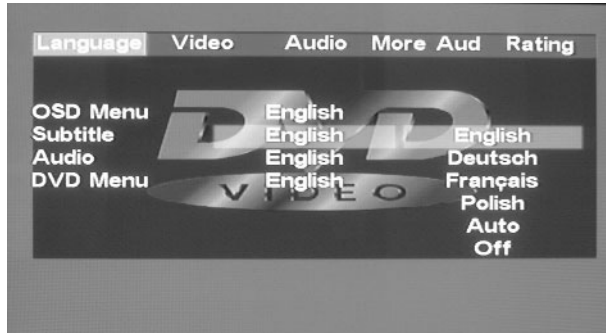 Language Video Audio More Aud Rating
OSD Menu English
Subtitle English English
Audio English Deutsch
DVD Menu English Français
Polish
Auto
Off
DVD
VIDEO